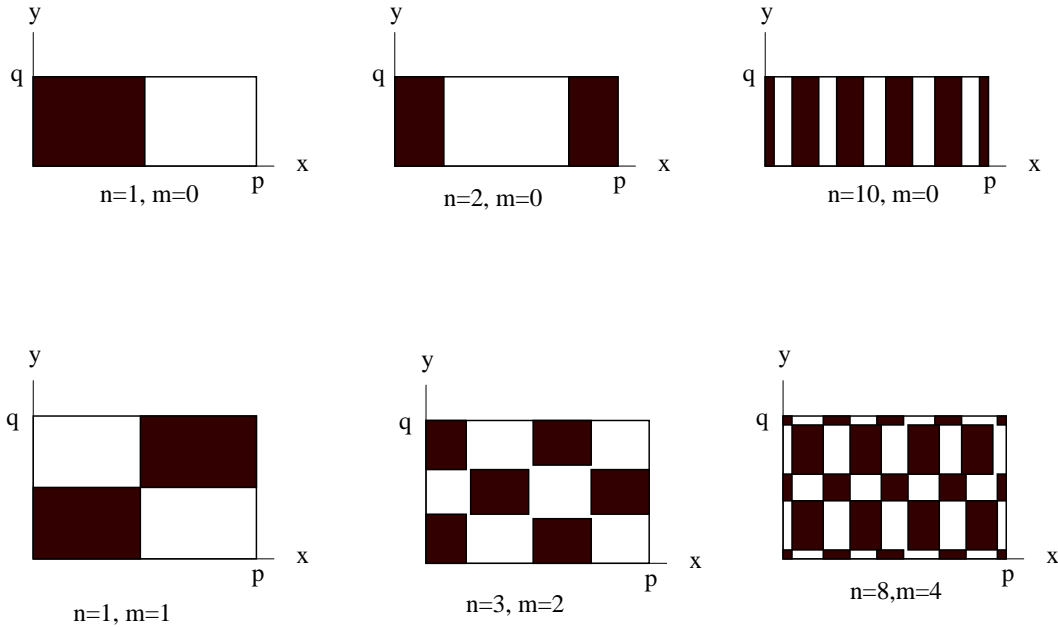 y
q
x
p
n=1, m=0
y
q
x
p
n=2, m=0
y
q
x
p
n=10, m=0
y
q
x
p
n=1, m=1
y
q
x
p
n=3, m=2
y
q
x
p
n=8,m=4